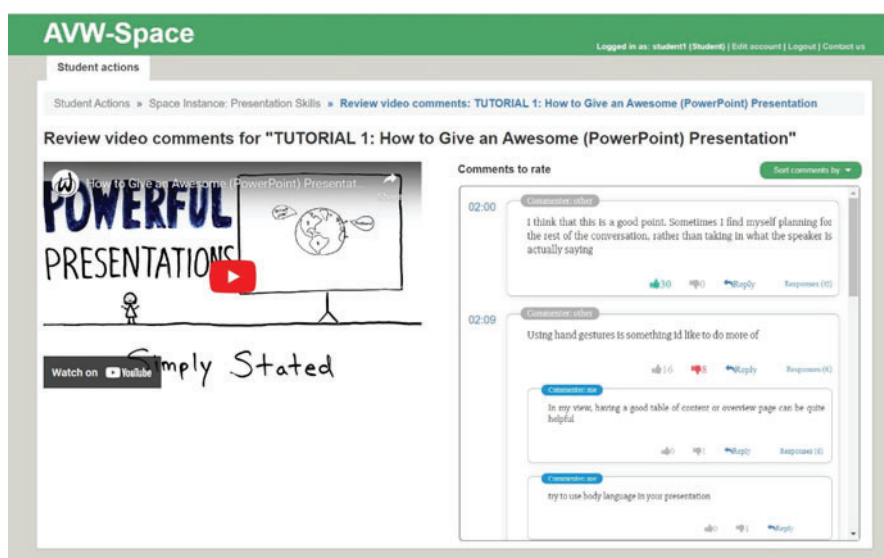 AVW-Space
Logged in as: student1 (Student) | Edit account | Logout | Contact us
Student actions
Student Actions » Space Instance: Presentation Skills » Review video comments: TUTORIAL 1: How to Give an Awesome (PowerPoint) Presentation
Review video comments for "TUTORIAL 1: How to Give an Awesome (PowerPoint) Presentation"
How to Give an Awesome (PowerPoint) Presentat...
Share
POWERFUL
PRESENTATIONS
Simply Stated
Watch on YouTube
Comments to rate
Sort comments by
02:00
Commenter: other
I think that this is a good point. Sometimes I find myself planning for
the rest of the conversation, rather than taking in what the speaker is
actually saying
30 0 Reply Responses (0)
02:09
Commenter: other
Using hand gestures is something id like to do more of
16 8 Reply
Commenter: me
In my view, having a good table of content or overview page can be quite
helpful
0 1 Reply
Commenter: me
try to use body language in your presentation
0 1 Reply